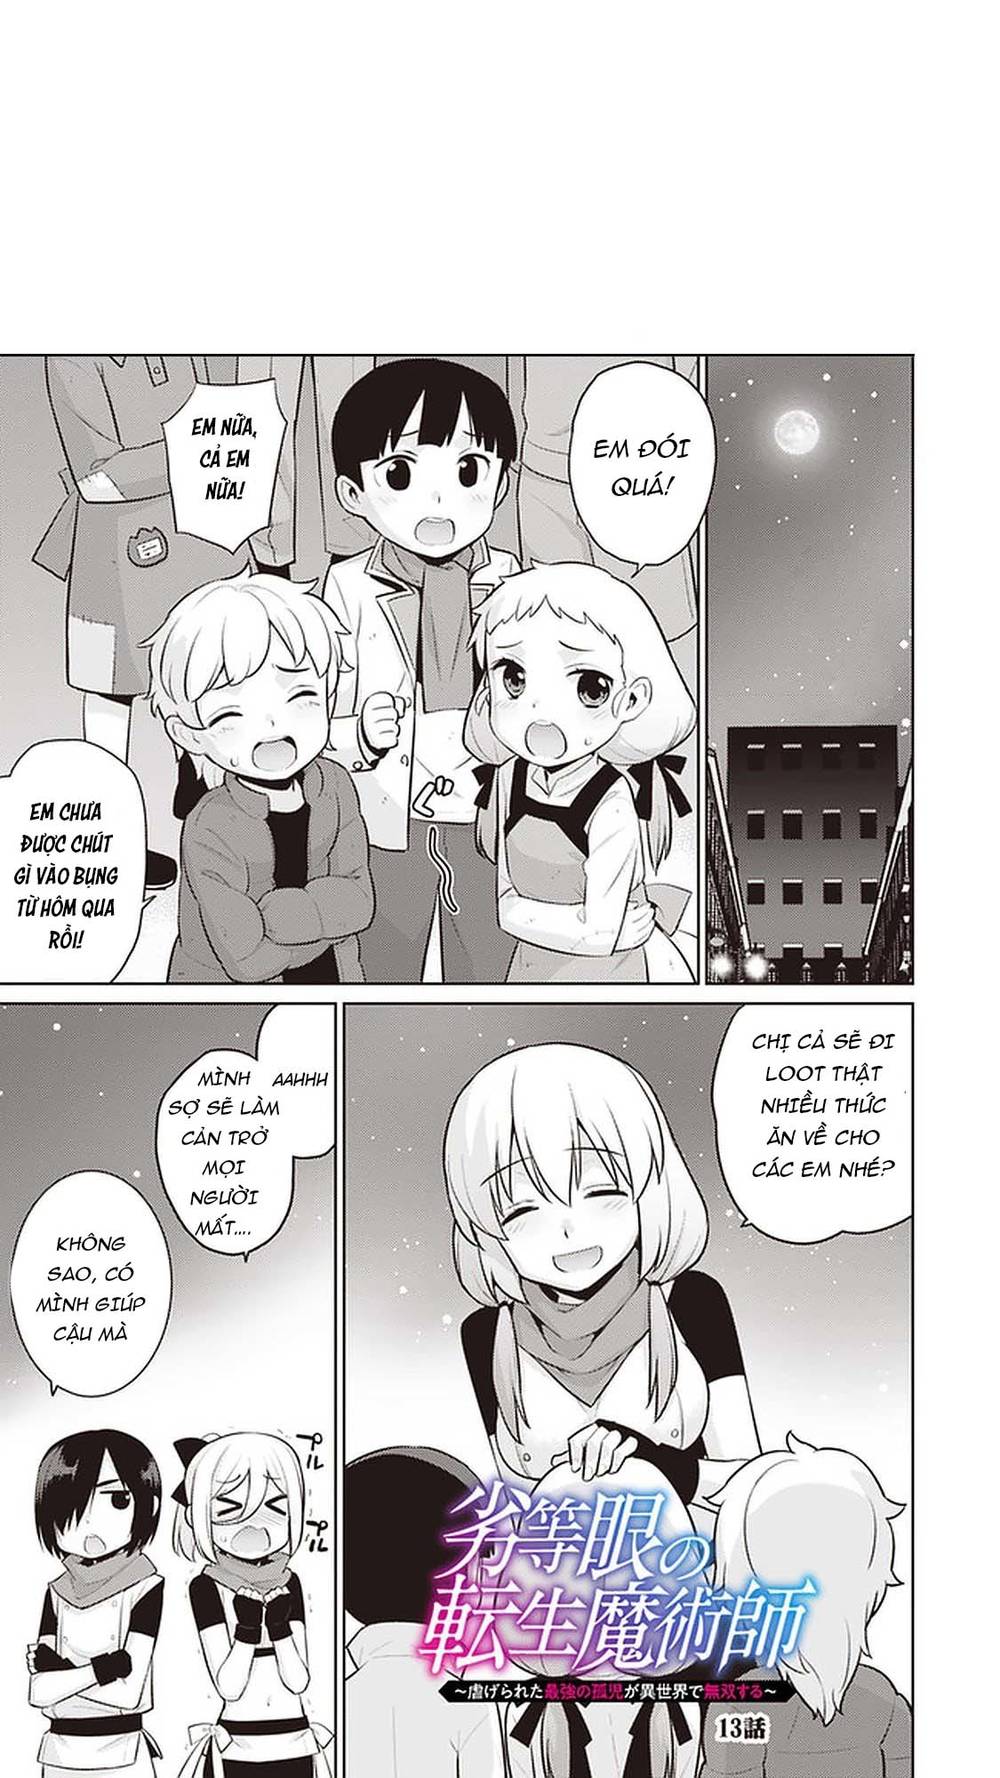 EM ĐÓI
QUÁ!
EM NỮA,
CẢ EM
NỮA!
EM CHƯA
ĐƯỢC CHÚT
GÌ VÀO BỤNG
TỪ HÔM QUA
RỒI!
CHỊ CẢ SẼ ĐI
LOOT THẬT
NHIỀU THỨC
ĂN VỀ CHO
CÁC EM NHÉ?
AAHHH
MÌNH
SỢ SẼ LÀM
CẢN TRỞ
MỌI
NGƯỜI
MẤT....
KHÔNG
SAO, CÓ
MÌNH GIÚP
CẬU MÀ
プルプル
劣等眼の
転生魔術師
～虐げられた最強の孤児が異世界で無双する～
13話